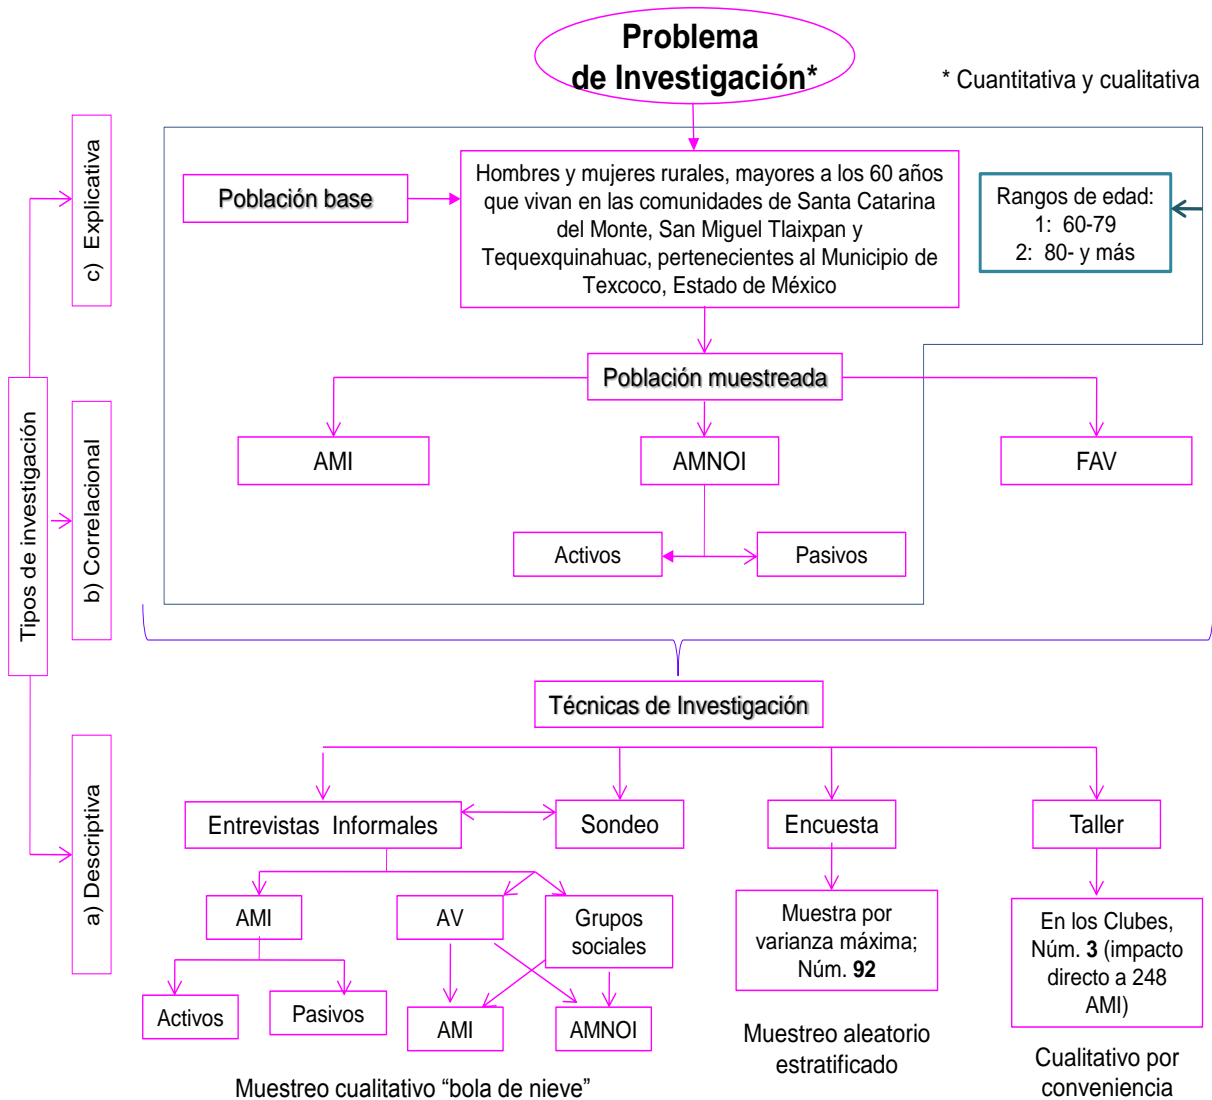 Problema
de Investigación*
* Cuantitativa y cualitativa
Tipos de investigación
c) Explicativa
b) Correlacional
a) Descriptiva
Población base
Hombres y mujeres rurales, mayores a los 60 años
que vivan en las comunidades de Santa Catarina
del Monte, San Miguel Tlaixpan y
Tequexquinahuac, pertenecientes al Municipio de
Texcoco, Estado de México
Rangos de edad:
1: 60-79
2: 80- y más
Población muestreada
AMI
AMNOI
FAV
Activos
Pasivos
Técnicas de Investigación
Entrevistas Informales
Sondeo
Encuesta
Taller
AMI
AV
Grupos
sociales
Activos
Pasivos
AMI
AMNOI
Muestreo cualitativo “bola de nieve”
Muestra por
varianza máxima;
Núm. 92
Muestreo aleatorio
estratificado
En los Clubes,
Núm. 3 (impacto
directo a 248
AMI)
Cualitativo por
conveniencia